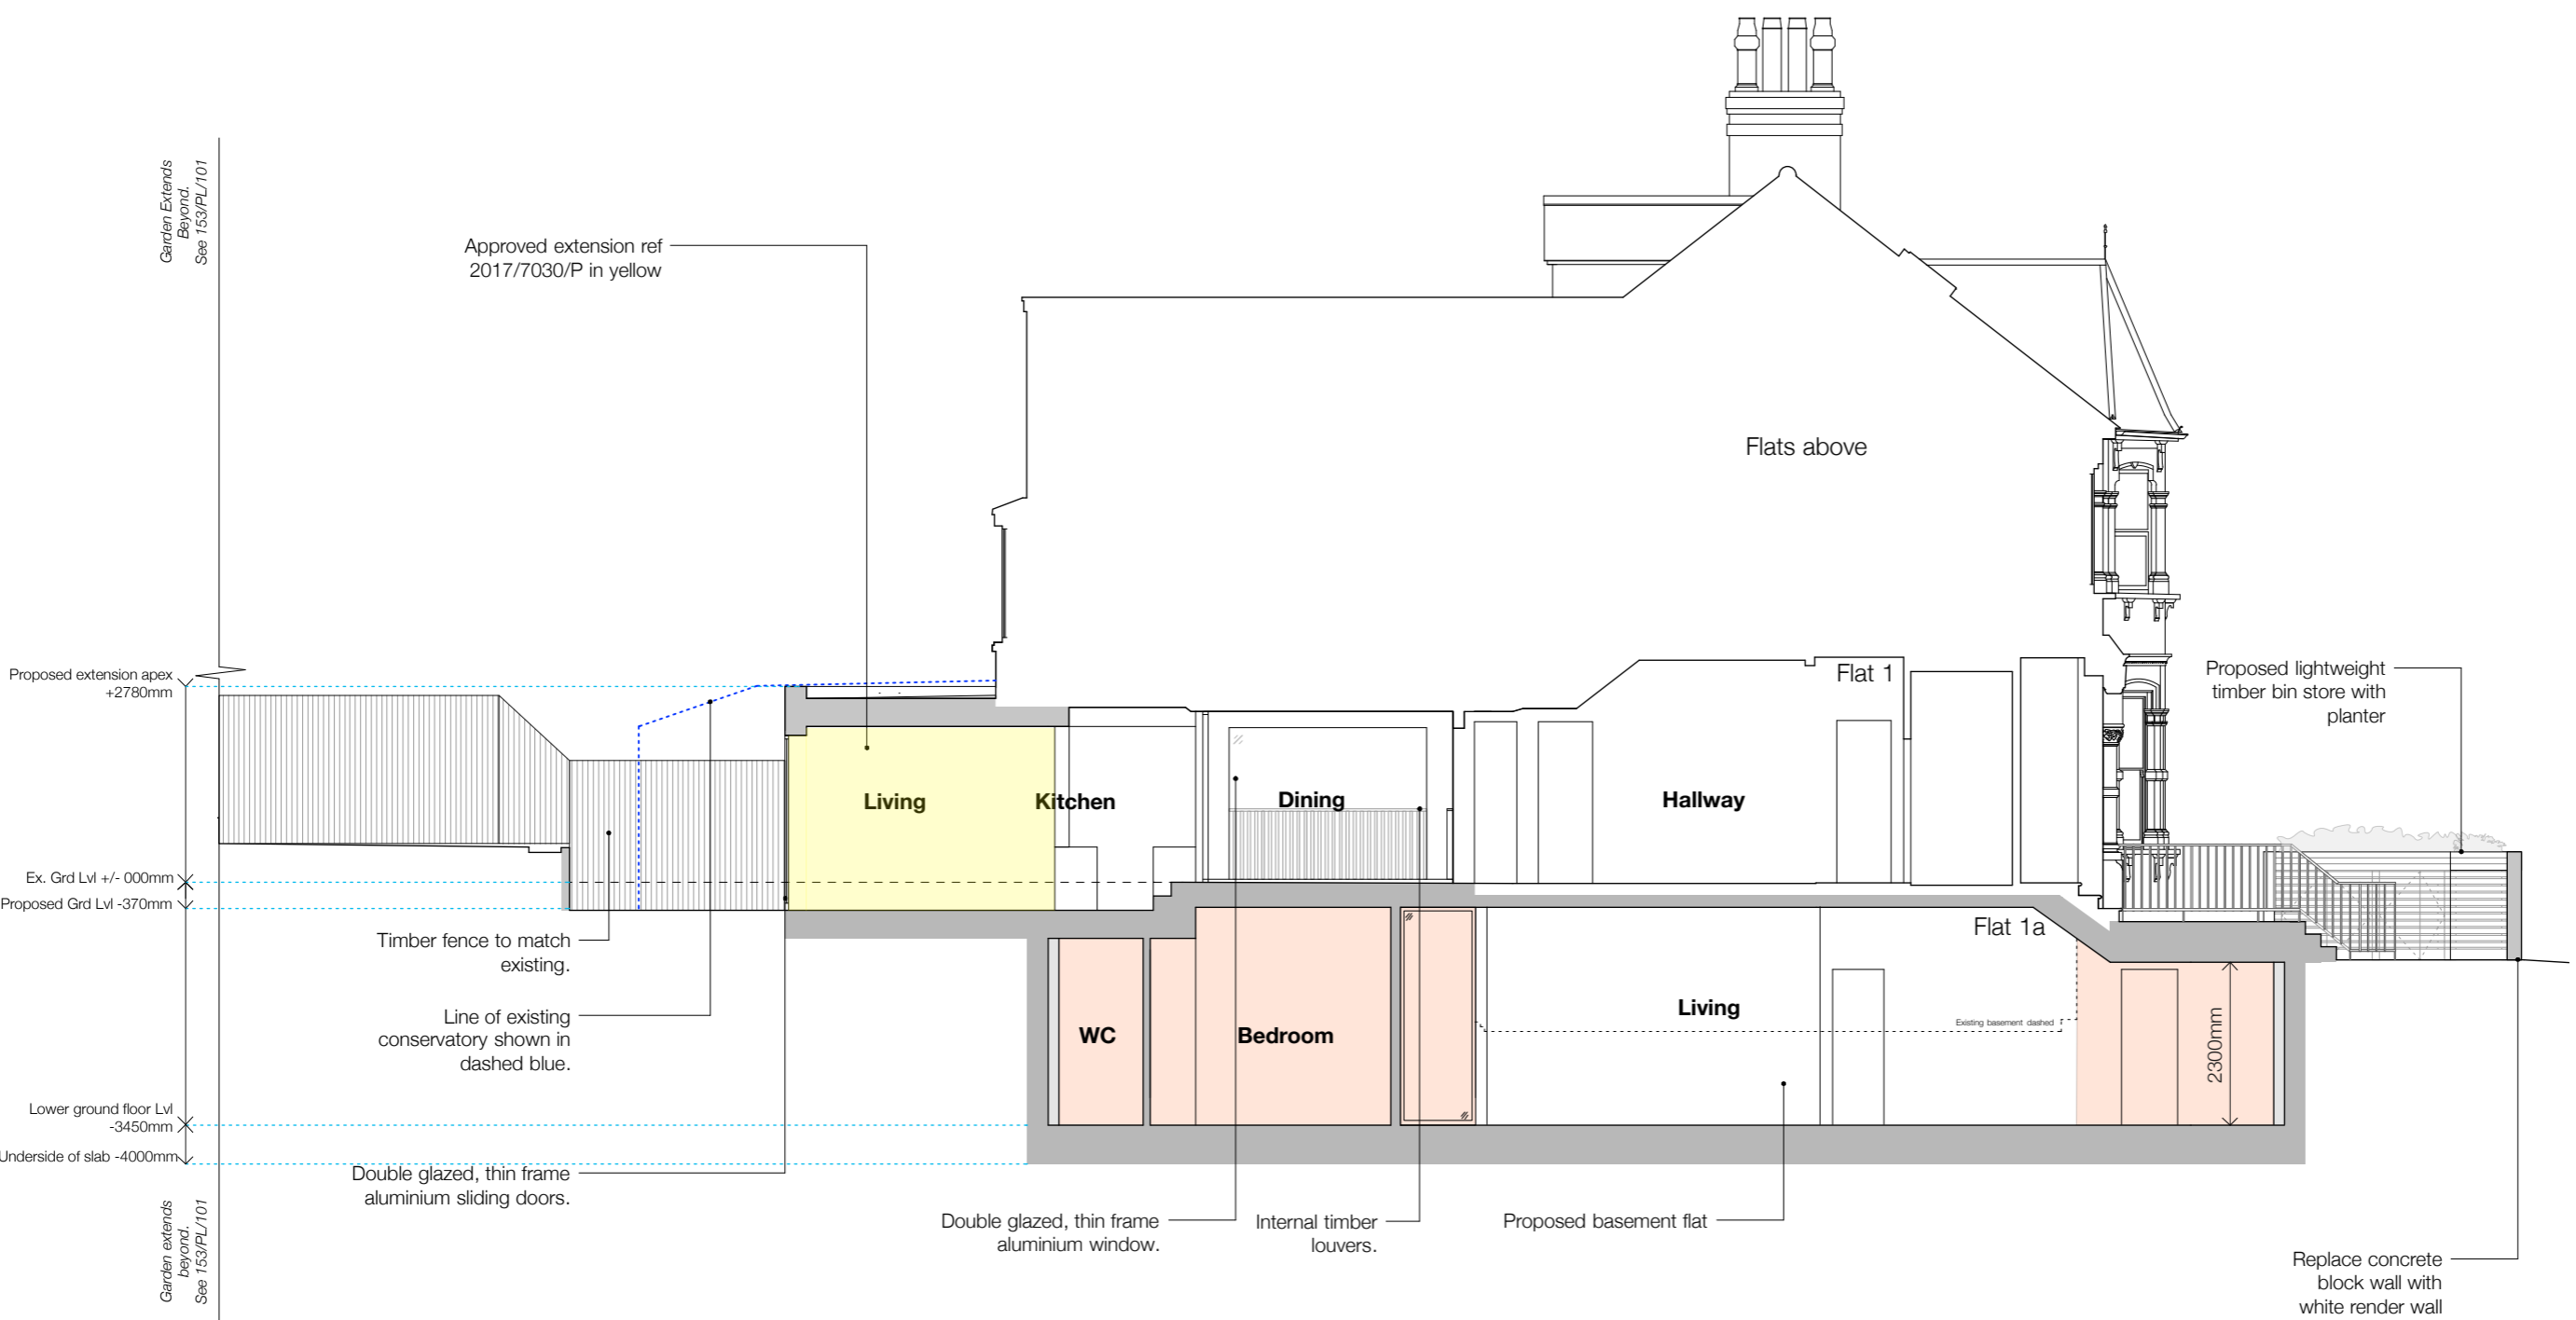 Garden Extends
Beyond.
See 153/PL/101
Approved extension ref
2017/7030/P in yellow
Flats above
Proposed extension apex
+2780mm
Flat 1
Proposed lightweight
timber bin store with
planter
Living
Kitchen
Dining
Hallway
Ex. Grd Lvl +/- 000mm
Proposed Grd Lvl -370mm
Timber fence to match
existing.
Flat 1a
Line of existing
conservatory shown in
dashed blue.
WC
Bedroom
Living
Existing basement dashed
2300mm
Lower ground floor Lvl
-3450mm
Underside of slab -4000mm
Double glazed, thin frame
aluminium sliding doors.
Garden extends
beyond.
See 153/PL/101
Double glazed, thin frame
aluminium window.
Internal timber
louvers.
Proposed basement flat
Replace concrete
block wall with
white render wall